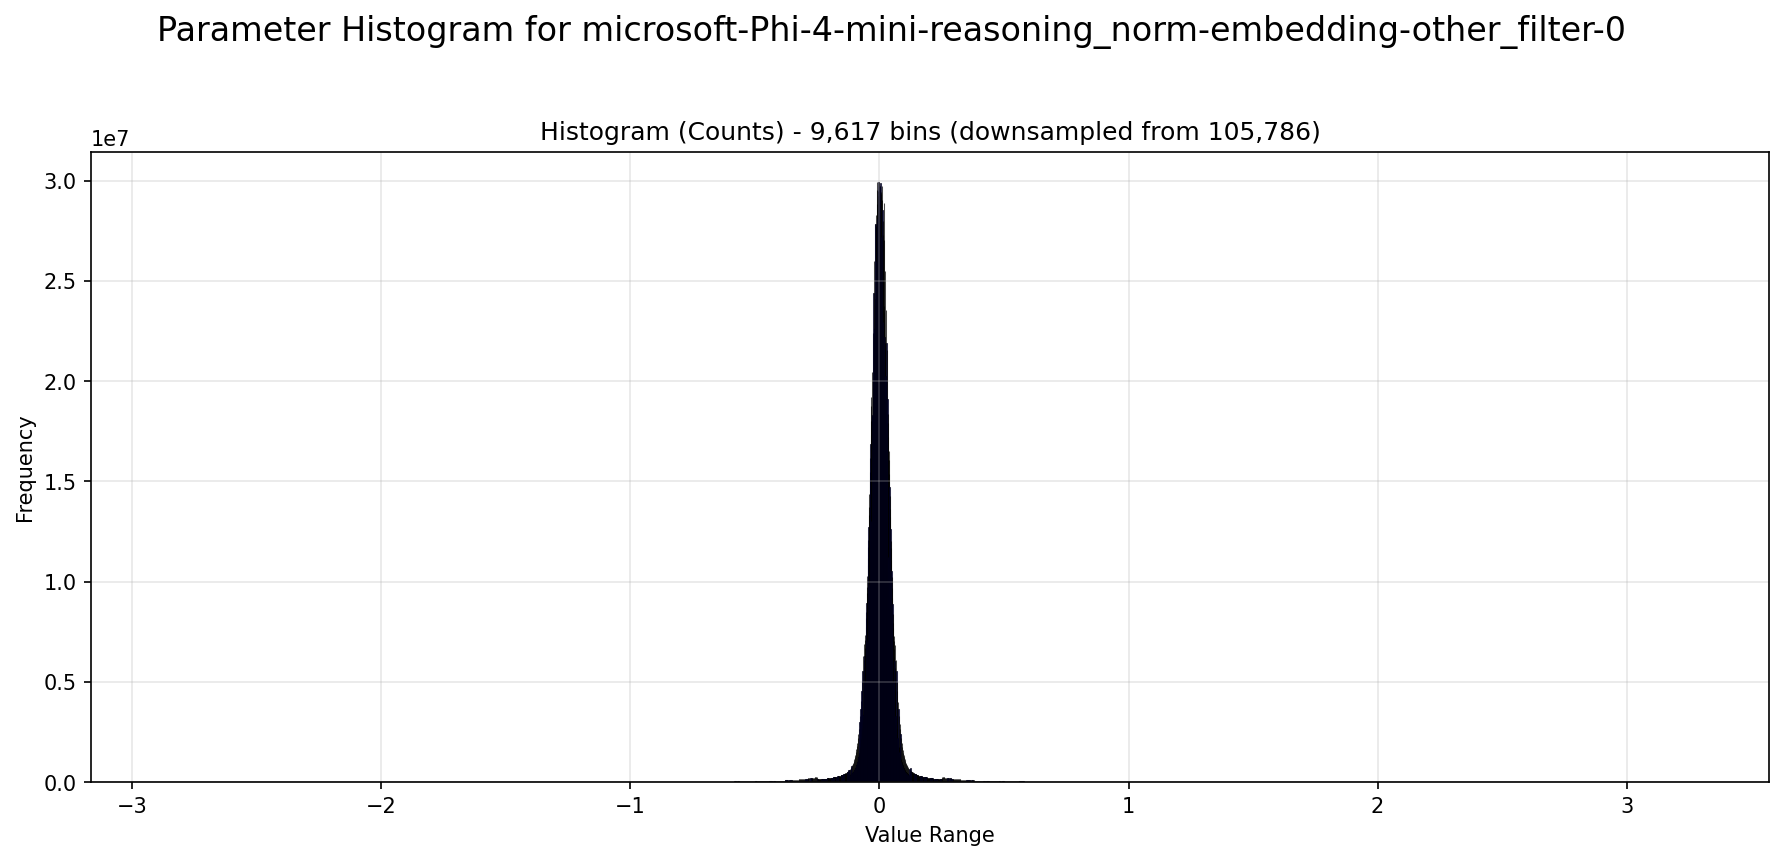 Parameter Histogram for microsoft-Phi-4-mini-reasoning_norm-embedding-other_filter-0
Histogram (Counts) - 9,617 bins (downsampled from 105,786)
1e7
3.0
2.5
2.0
1.5
1.0
0.5
0.0
Frequency
−3
−2
−1
0
1
2
3
Value Range